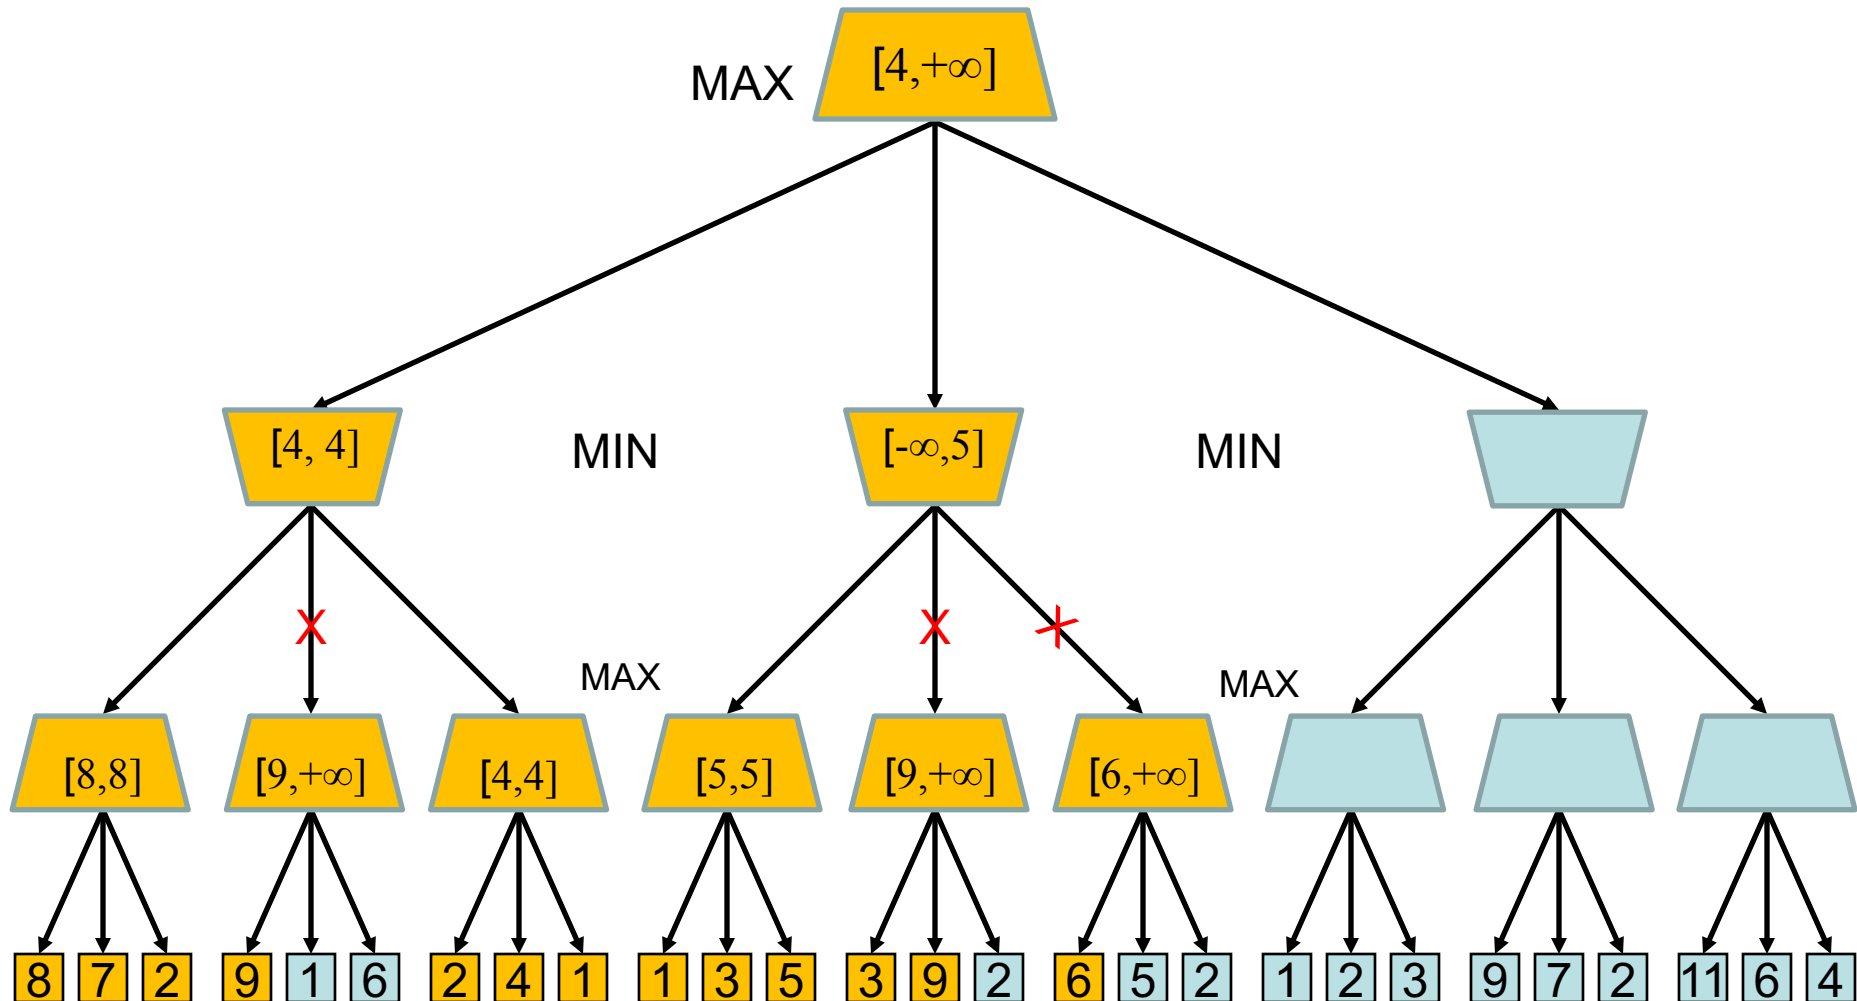 MAX
[4,+∞]
[4, 4]
MIN
[-∞,5]
MIN
X
X
X
MAX
MAX
[8,8]
[9,+∞]
[4,4]
[5,5]
[9,+∞]
[6,+∞]
8 7 2 9 1 6 2 4 1 1 3 5 3 9 2 6 5 2 1 2 3 9 7 2 11 6 4